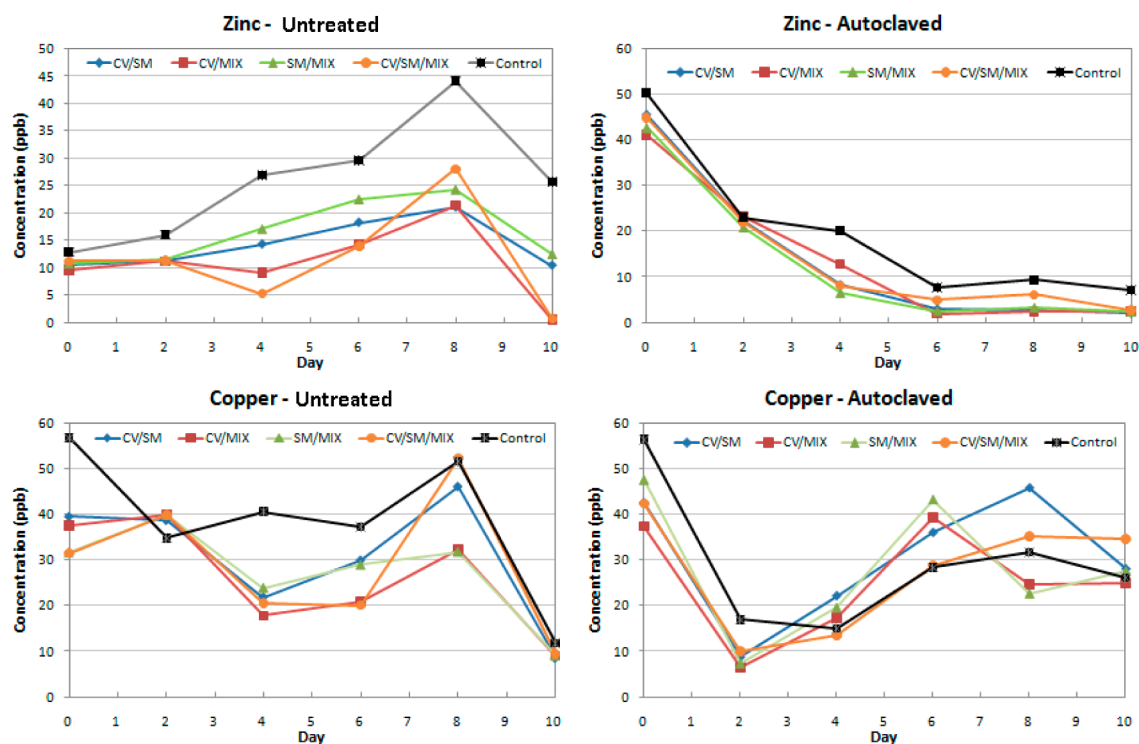 Zinc - Untreated
50
45
40
35
30
25
20
15
10
5
0
Concentration (ppb)
CV/SM CV/MIX SM/MIX CV/SM/MIX Control
0 1 2 3 4 5 6 7 8 9 10
Day
Zinc - Autoclaved
60
50
40
30
20
10
0
Concentration (ppb)
CV/SM CV/MIX SM/MIX CV/SM/MIX Control
0 1 2 3 4 5 6 7 8 9 10
Day
Copper - Untreated
60
50
40
30
20
10
0
Concentration (ppb)
CV/SM CV/MIX SM/MIX CV/SM/MIX Control
0 1 2 3 4 5 6 7 8 9 10
Day
Copper - Autoclaved
60
50
40
30
20
10
0
Concentration (ppb)
CV/SM CV/MIX SM/MIX CV/SM/MIX Control
0 1 2 3 4 5 6 7 8 9 10
Day